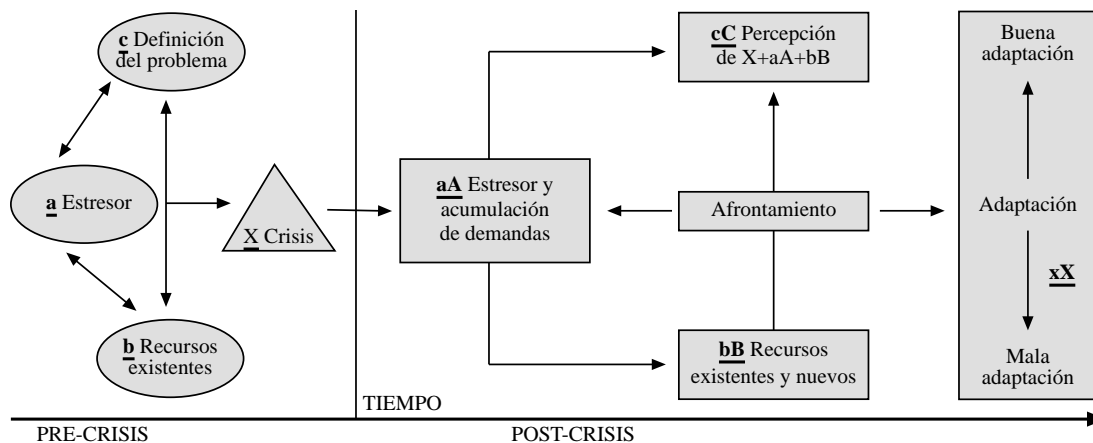 c Definición
del problema
a Estresor
b Recursos
existentes
X Crisis
aA Estresor y
acumulación
de demandas
cC Percepción
de X+aA+bB
Afrontamiento
bB Recursos
existentes y nuevos
Buena
adaptación
Adaptación
xX
Mala
adaptación
TIEMPO
PRE-CRISIS
POST-CRISIS